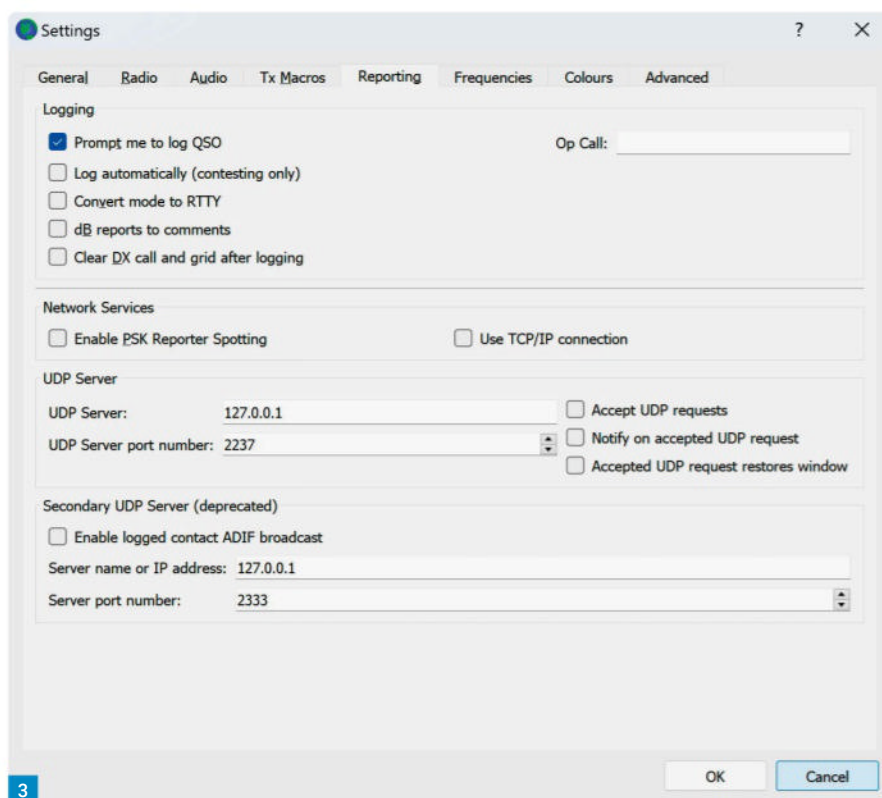 Settings
?
General Radio Audio Tx Macros Reporting Frequencies Colours Advanced
Logging
Prompt me to log QSO
Op Call:
Log automatically (contesting only)
Convert mode to RTTY
dB reports to comments
Clear DX call and grid after logging
Network Services
Enable PSK Reporter Spotting
Use TCP/IP connection
UDP Server
UDP Server: 127.0.0.1
Accept UDP requests
UDP Server port number: 2237
Notify on accepted UDP request
Accepted UDP request restores window
Secondary UDP Server (deprecated)
Enable logged contact ADIF broadcast
Server name or IP address: 127.0.0.1
Server port number: 2333
OK Cancel
3